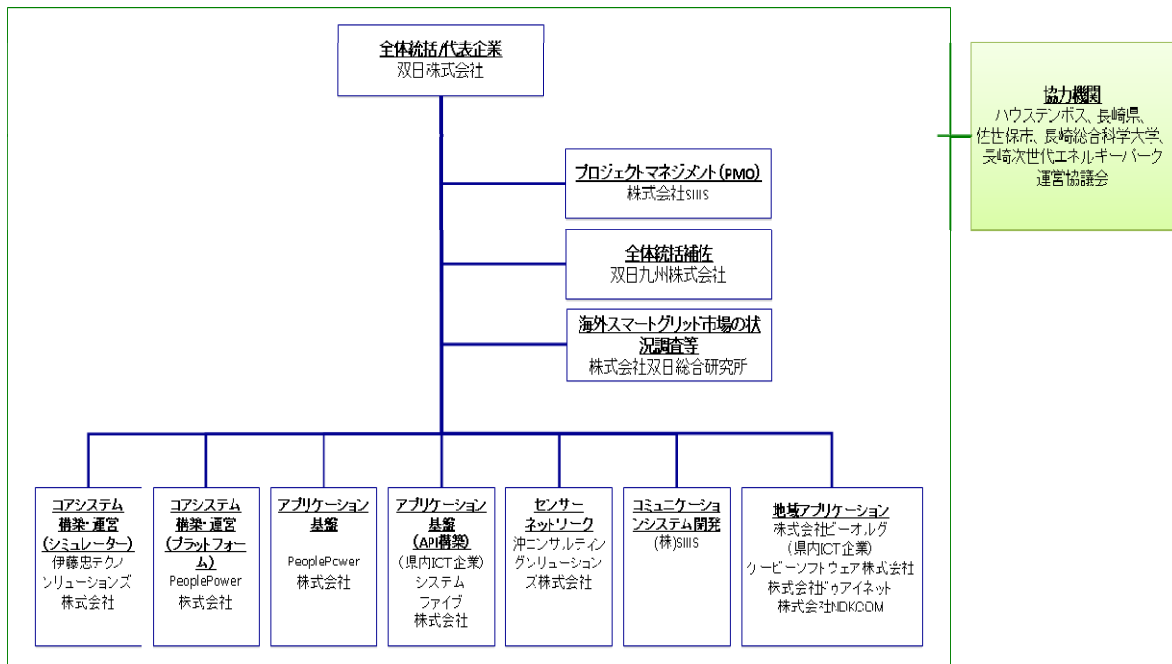 全体統括/代表企業
双日株式会社
協力機関
ハウステンボス、長崎県、
佐世保市、長崎総合科学大学、
長崎次世代エネルギーパーク
運営協議会
プロジェクトマネジメント(PMO)
株式会社SIIIS
全体統括補佐
双日九州株式会社
海外スマートグリッド市場の状
況調査等
株式会社双日総合研究所
コアシステム
構築・運営
(シミュレーター)
伊藤忠テクノ
ソリューションズ
株式会社
コアシステム
構築・運営
(プラットフォー
ム)
PeoplePower
株式会社
アプリケーション
基盤
PeoplePower
株式会社
アプリケーション
基盤
(API構築)
(県内ICT企業)
システム
ファイブ
株式会社
センサー
ネットワーク
沖コンサルティン
グソリューション
ズ株式会社
コミュニケーショ
ンシステム開発
(株)SIIIS
地域アプリケーション
株式会社ビーオルグ
(県内ICT企業)
ケービーソフトウェア株式会社
株式会社ドゥアイネット
株式会社NDKCOM